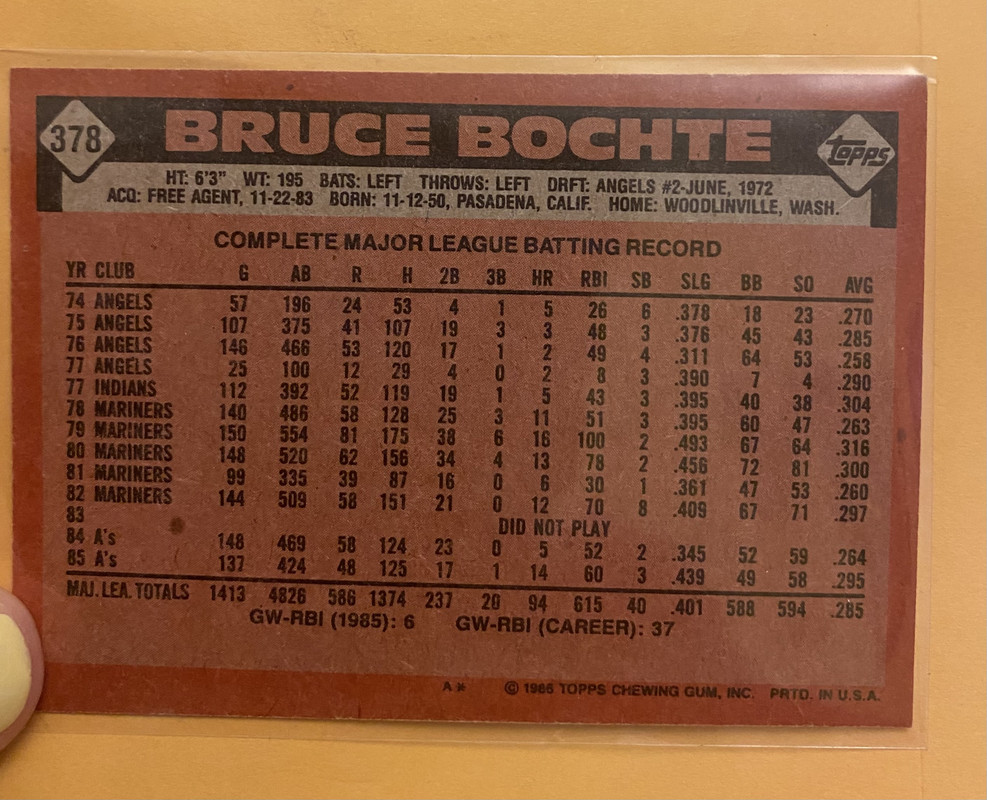 378 BRUCE BOCHTE topps
HT: 6'3" WT: 195 BATS: LEFT THROWS: LEFT DRFT: ANGELS #2-JUNE, 1972
ACQ: FREE AGENT, 11-22-83 BORN: 11-12-50, PASADENA, CALIF. HOME: WOODLINVILLE, WASH.
COMPLETE MAJOR LEAGUE BATTING RECORD
YR CLUB G AB R H 2B 3B HR RBI SB SLG BB SO AVG
74 ANGELS 57 196 24 53 4 1 5 26 6 .378 18 23 .270
75 ANGELS 107 375 41 107 19 3 3 48 3 .376 45 43 .285
76 ANGELS 146 466 53 120 17 1 2 49 4 .311 64 53 .258
77 ANGELS 25 100 12 29 4 0 2 8 3 .390 7 4 .290
77 INDIANS 112 392 52 119 19 1 5 43 3 .395 40 38 .304
78 MARINERS 140 486 58 128 25 3 11 51 3 .395 60 47 .263
79 MARINERS 150 554 81 175 38 6 16 100 2 .493 67 64 .316
80 MARINERS 148 520 62 156 34 4 13 78 2 .456 72 81 .300
81 MARINERS 99 335 39 87 16 0 6 30 1 .361 47 53 .260
82 MARINERS 144 509 58 151 21 0 12 70 8 .409 67 71 .297
83 DID NOT PLAY
84 A's 148 469 58 124 23 0 5 52 2 .345 52 59 .264
85 A's 137 424 48 125 17 1 14 60 3 .439 49 58 .295
MAJ. LEA. TOTALS 1413 4826 586 1374 237 20 94 615 40 .401 588 594 .285
GW-RBI (1985): 6 GW-RBI (CAREER): 37
A* © 1986 TOPPS CHEWING GUM, INC. PRTD. IN U.S.A.